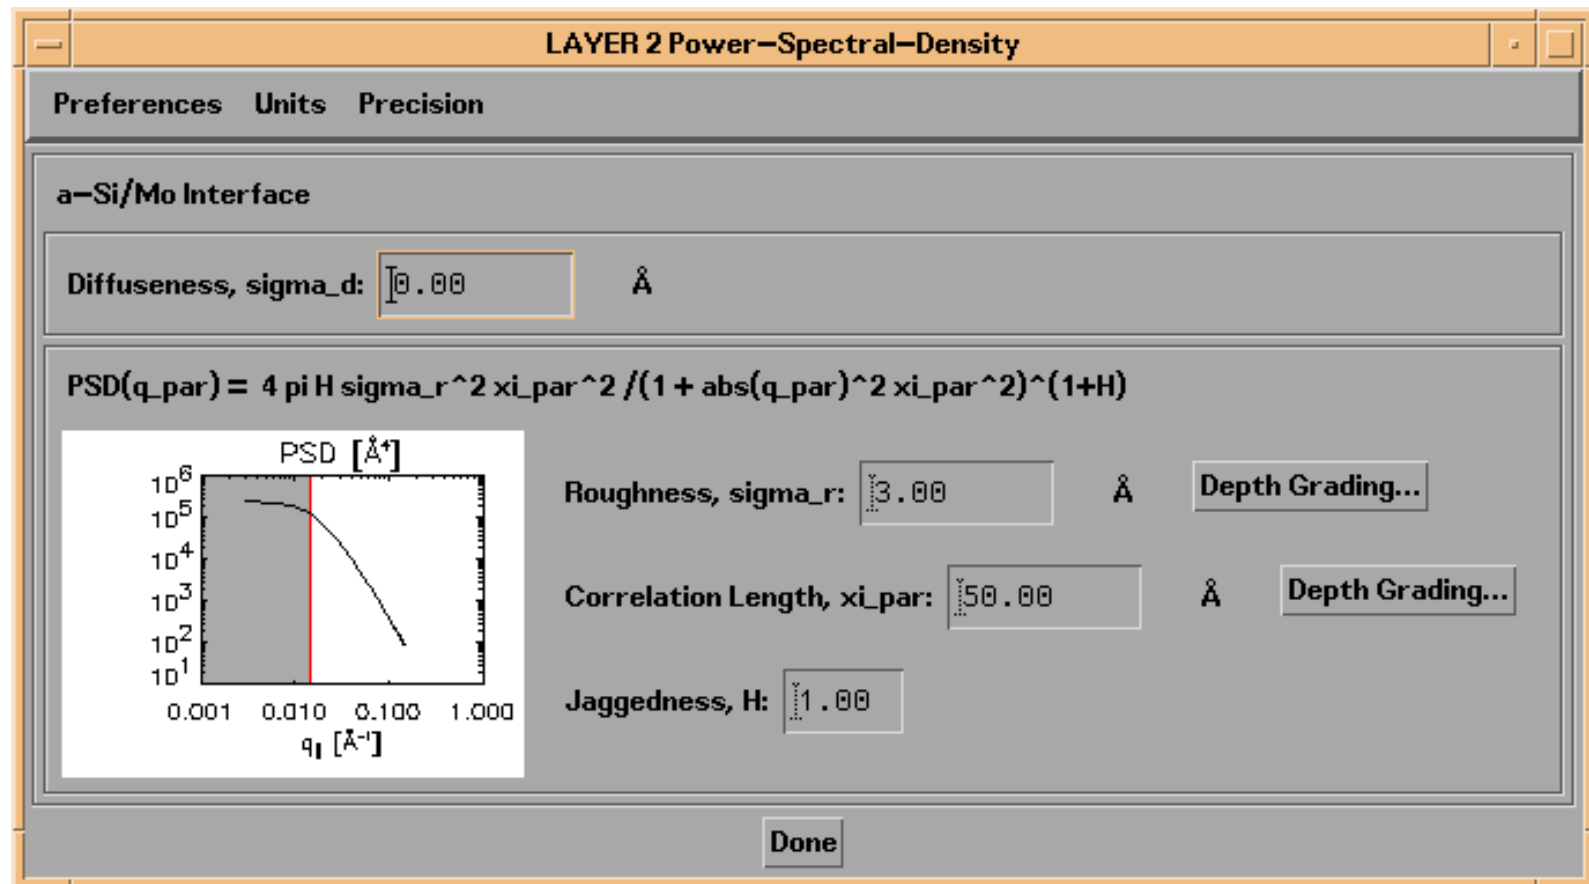 LAYER 2 Power-Spectral-Density
Preferences Units Precision
a-Si/Mo Interface
Diffuseness, sigma_d: 0.00 Å
PSD(q_par) = 4 pi H sigma_r^2 xi_par^2 /(1 + abs(q_par)^2 xi_par^2)^(1+H)
PSD [Å⁴]
10⁶
10⁵
10⁴
10³
10²
10¹
0.001 0.010 0.100 1.000
q∥ [Å⁻¹]
Roughness, sigma_r: 3.00 Å Depth Grading...
Correlation Length, xi_par: 50.00 Å Depth Grading...
Jaggedness, H: 1.00
Done